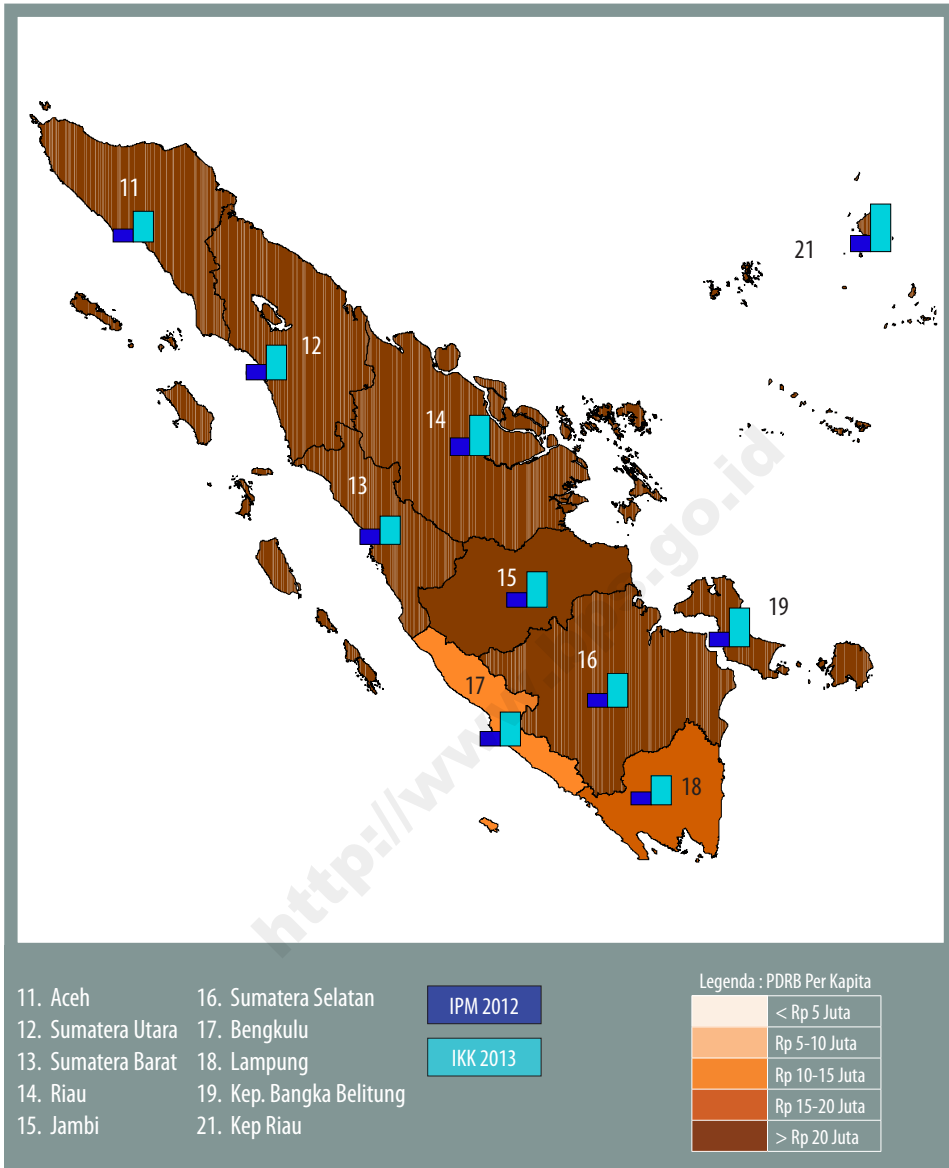 11
21
12
14
13
15
19
16
17
18
http://www.bps.go.id
11. Aceh
12. Sumatera Utara
13. Sumatera Barat
14. Riau
15. Jambi
16. Sumatera Selatan
17. Bengkulu
18. Lampung
19. Kep. Bangka Belitung
21. Kep Riau
IPM 2012
IKK 2013
Legenda : PDRB Per Kapita
< Rp 5 Juta
Rp 5-10 Juta
Rp 10-15 Juta
Rp 15-20 Juta
> Rp 20 Juta